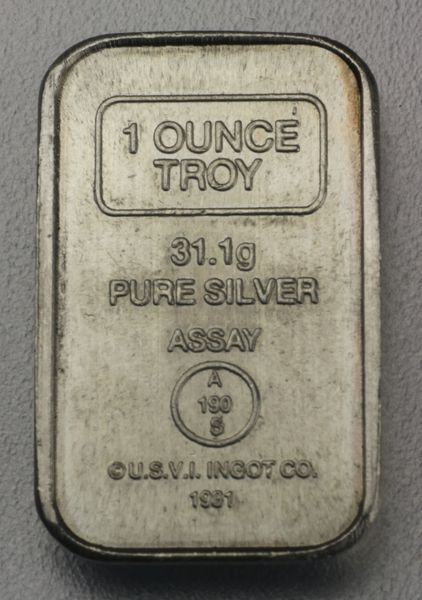 1 OUNCE
TROY
31.1g
PURE SILVER
ASSAY
A
190
S
© U.S.V.I. INGOT CO.
1981